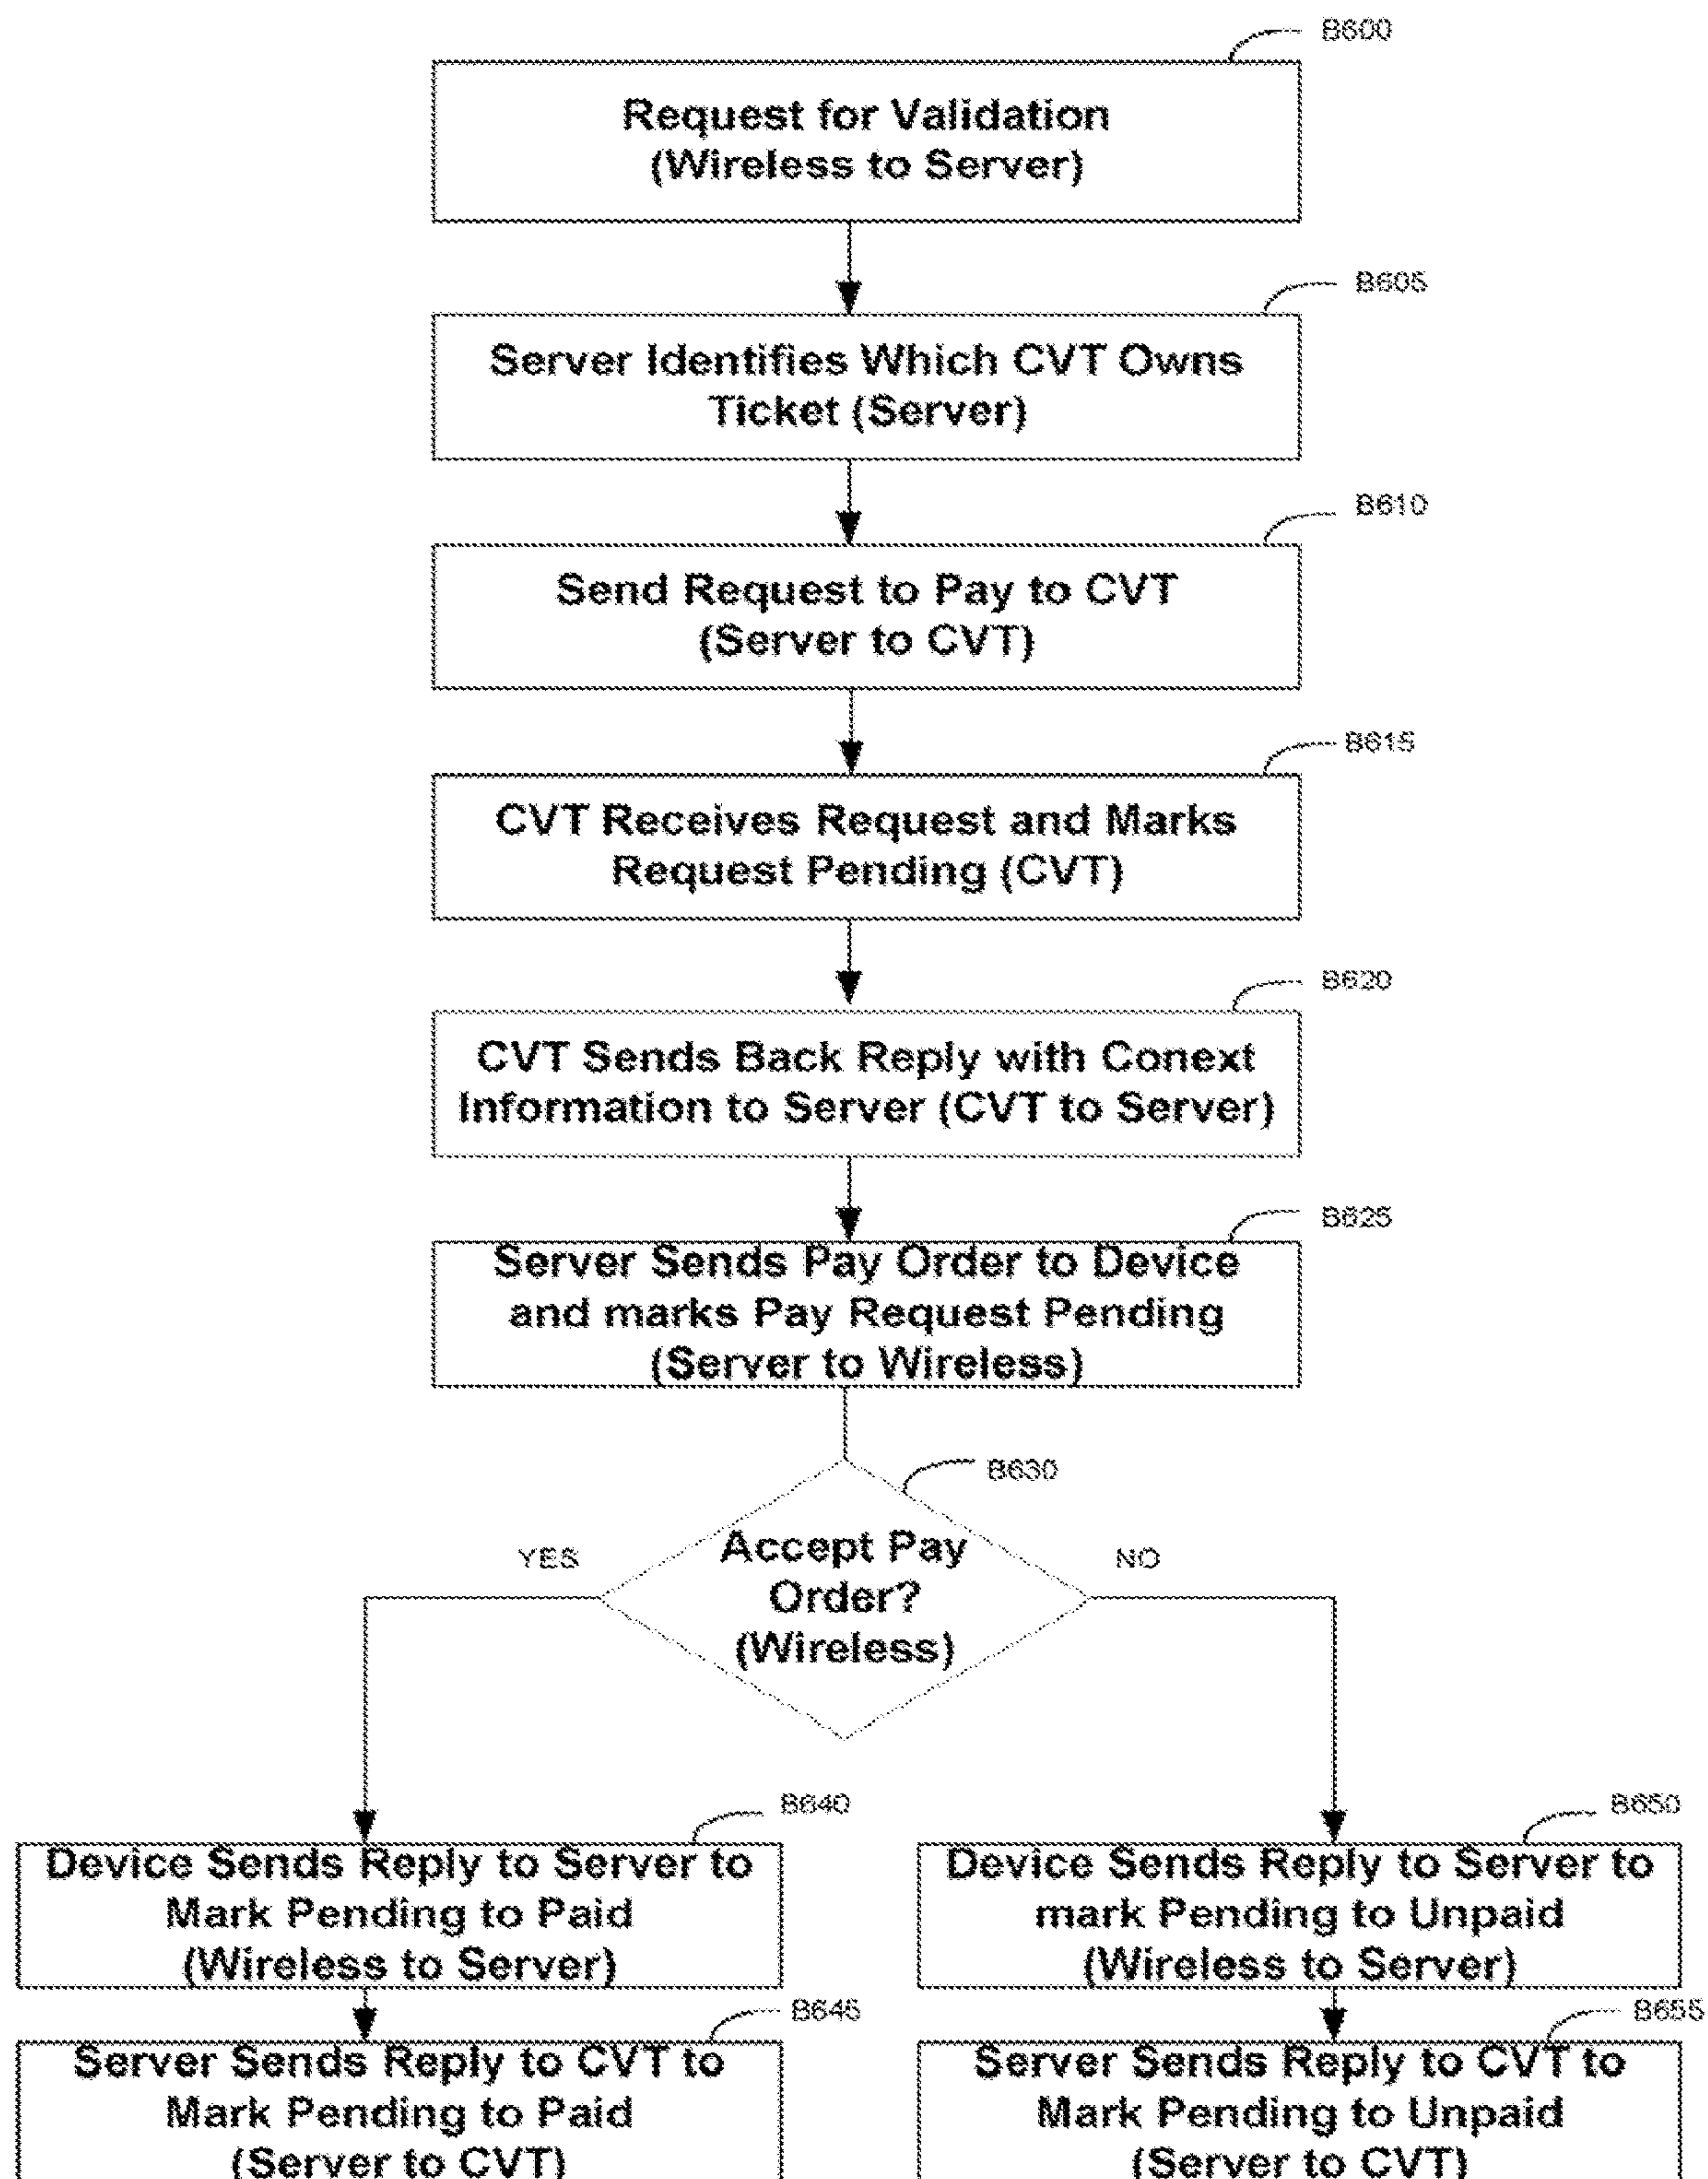 B600
Request for Validation
(Wireless to Server)
B605
Server Identifies Which CVT Owns
Ticket (Server)
B610
Send Request to Pay to CVT
(Server to CVT)
B615
CVT Receives Request and Marks
Request Pending (CVT)
B620
CVT Sends Back Reply with Conext
Information to Server (CVT to Server)
B625
Server Sends Pay Order to Device
and marks Pay Request Pending
(Server to Wireless)
B630
Accept Pay
Order?
(Wireless)
YES
NO
B640
Device Sends Reply to Server to
Mark Pending to Paid
(Wireless to Server)
B650
Device Sends Reply to Server to
mark Pending to Unpaid
(Wireless to Server)
B645
Server Sends Reply to CVT to
Mark Pending to Paid
(Server to CVT)
B655
Server Sends Reply to CVT to
Mark Pending to Unpaid
(Server to CVT)